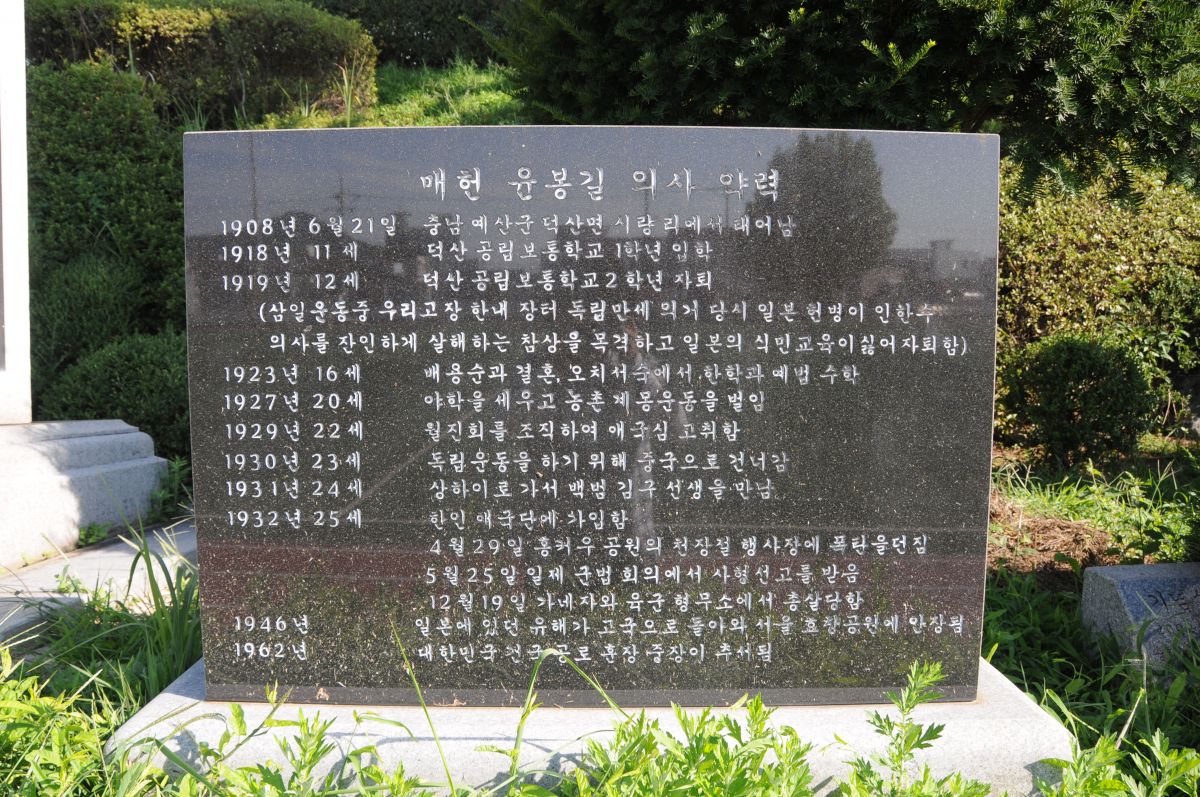 매헌 윤봉길 의사 약력
1908년 6월21일 충남 예산군 덕산면 시량리에서 태어남
1918년 11세 덕산 공립보통학교 1학년 입학
1919년 12세 덕산 공립보통학교 2학년 자퇴
(삼일운동중 우리고장 한내 장터 독립만세 의거 당시 일본 헌병이 인한수
의사를 잔인하게 살해하는 참상을 목격하고 일본의 식민교육이싫어자퇴함)
1923년 16세 배용순과 결혼, 오치서숙에서 한학과 예법 수학
1927년 20세 야학을 세우고 농촌계몽운동을 벌임
1929년 22세 월진회를 조직하여 애국심 고취함
1930년 23세 독립운동을 하기 위해 중국으로 건너감
1931년 24세 상하이로 가서 백범 김구 선생을 만남
1932년 25세 한인 애국단에 가입함
4월29일 홍커우 공원의 천장절 행사장에 폭탄을던짐
5월25일 일제 군법 회의에서 사형선고를 받음
12월19일 가네자와 육군 형무소에서 총살당함
1946년 일본에 있던 유해가 고국으로 돌아와 서울 효창공원에 안장됨
1962년 대한민국 건국 공로 훈장 중장이 추서됨